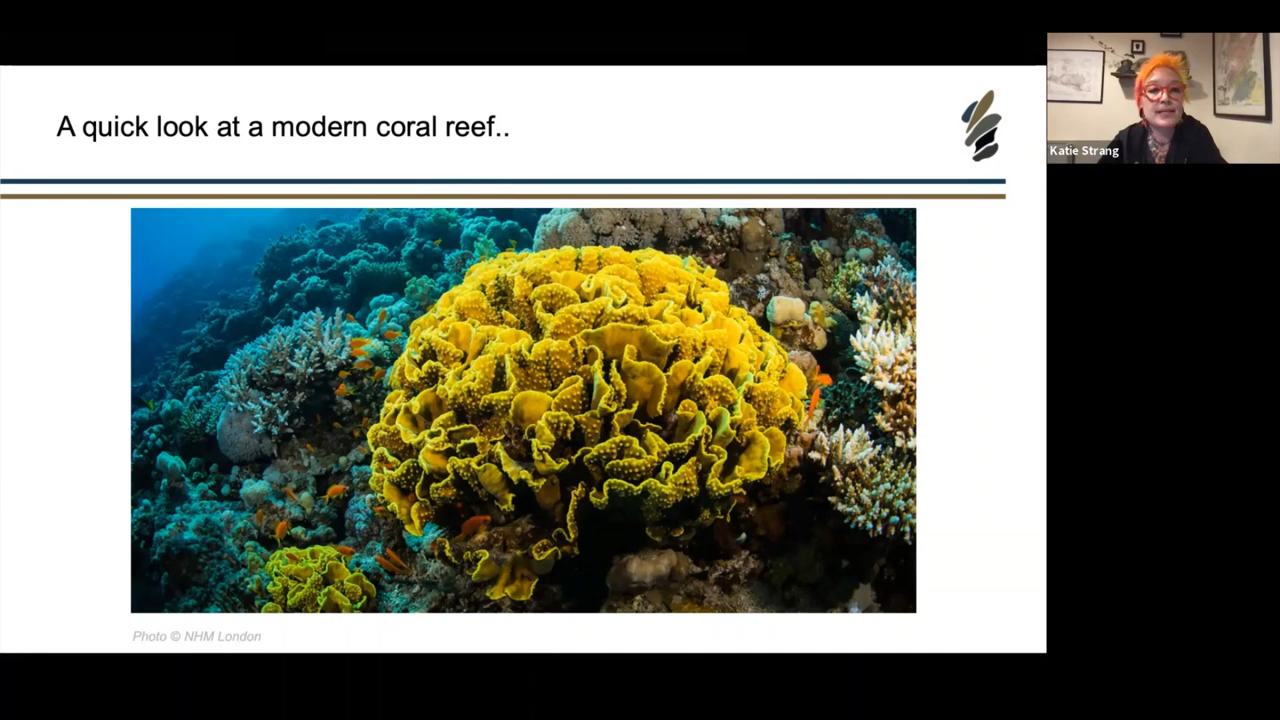 A quick look at a modern coral reef..
Katie Strang
Photo © NHM London